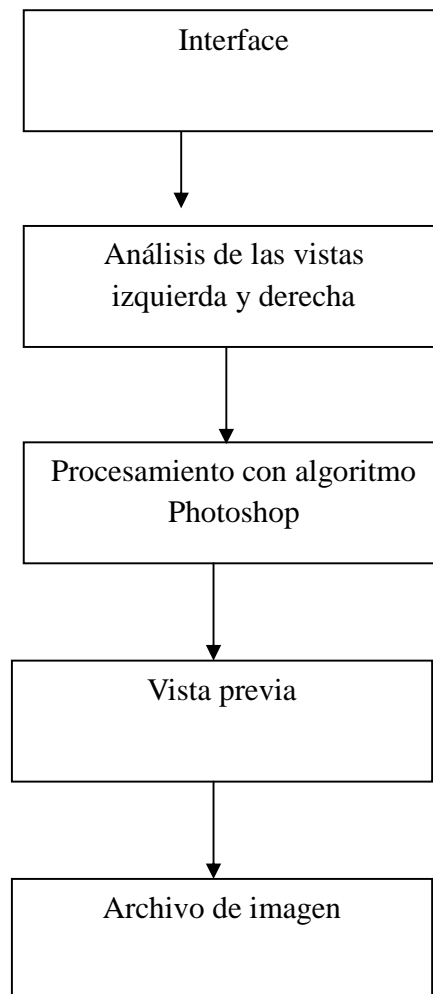 Interface
Análisis de las vistas
izquierda y derecha
Procesamiento con algoritmo
Photoshop
Vista previa
Archivo de imagen